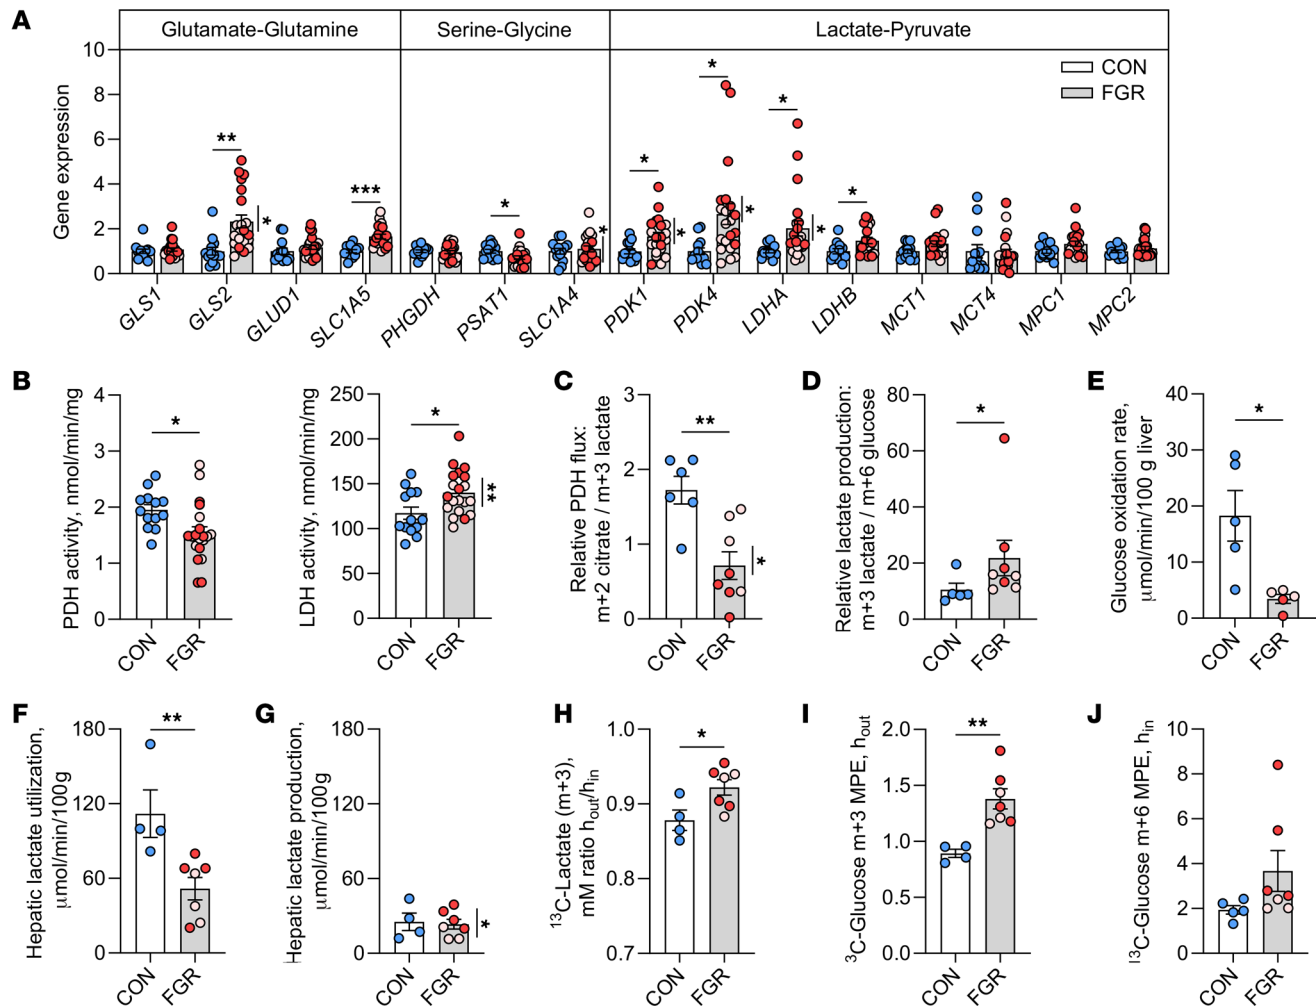 A
Glutamate-Glutamine
Serine-Glycine
Lactate-Pyruvate
Gene expression
10
8
6
4
2
0
CON
FGR
**
*
***
*
*
*
*
*
*
*
*
*
*
GLS1
GLS2
GLUD1
SLC1A5
PHGDH
PSAT1
SLC1A4
PDK1
PDK4
LDHA
LDHB
MCT1
MCT4
MPC1
MPC2
B
PDH activity, nmol/min/mg
4
3
2
1
0
*
CON
FGR
LDH activity, nmol/min/mg
250
200
150
100
50
0
*
**
CON
FGR
C
Relative PDH flux:
m+2 citrate / m+3 lactate
3
2
1
0
**
*
CON
FGR
D
Relative lactate production:
m+3 lactate / m+6 glucose
80
60
40
20
0
*
CON
FGR
E
Glucose oxidation rate,
μmol/min/100 g liver
40
30
20
10
0
*
CON
FGR
F
Hepatic lactate utilization,
μmol/min/100g
180
120
60
0
**
CON
FGR
G
Hepatic lactate production,
μmol/min/100g
180
120
60
0
*
CON
FGR
H
13C-Lactate (m+3),
mM ratio hout/hin
1.0
0.9
0.8
0.7
*
CON
FGR
I
3C-Glucose m+3 MPE, hout
2.0
1.5
1.0
0.5
0.0
**
CON
FGR
J
13C-Glucose m+6 MPE, hin
10
8
6
4
2
0
CON
FGR